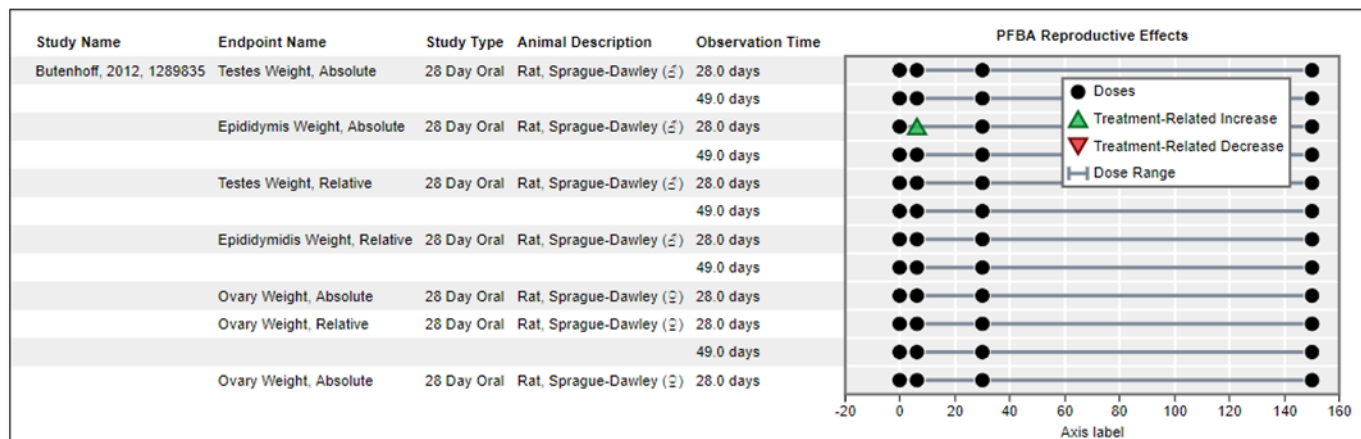 PFBA Reproductive Effects
Study Name Endpoint Name Study Type Animal Description Observation Time
Butenhoff, 2012, 1289835 Testes Weight, Absolute 28 Day Oral Rat, Sprague-Dawley (♂) 28.0 days
49.0 days
Epididymis Weight, Absolute 28 Day Oral Rat, Sprague-Dawley (♂) 28.0 days
49.0 days
Testes Weight, Relative 28 Day Oral Rat, Sprague-Dawley (♂) 28.0 days
49.0 days
Epididymidis Weight, Relative 28 Day Oral Rat, Sprague-Dawley (♂) 28.0 days
49.0 days
Ovary Weight, Absolute 28 Day Oral Rat, Sprague-Dawley (♀) 28.0 days
Ovary Weight, Relative 28 Day Oral Rat, Sprague-Dawley (♀) 28.0 days
49.0 days
Ovary Weight, Absolute 28 Day Oral Rat, Sprague-Dawley (♀) 28.0 days
Doses
Treatment-Related Increase
Treatment-Related Decrease
Dose Range
-20 0 20 40 60 80 100 120 140 160
Axis label